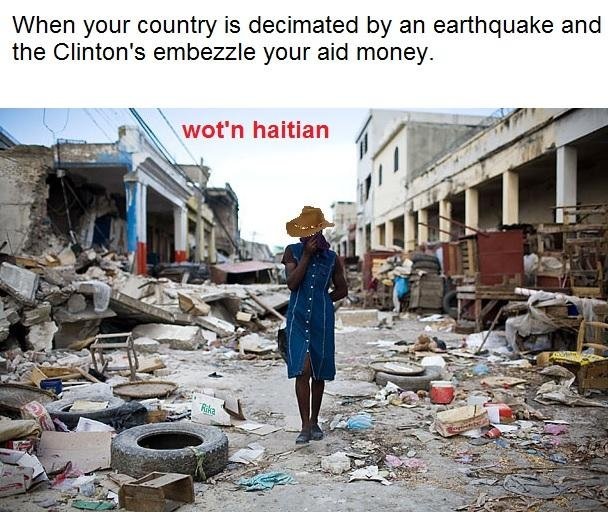 When your country is decimated by an earthquake and
the Clinton's embezzle your aid money.
wot'n haitian
Rika